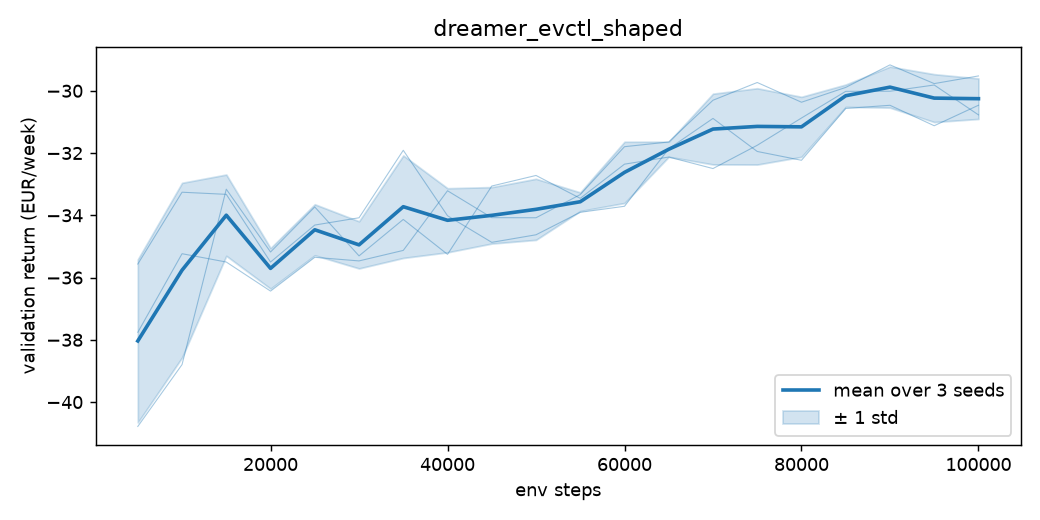 dreamer_evctl_shaped
validation return (EUR/week)
−30
−32
−34
−36
−38
−40
mean over 3 seeds
± 1 std
20000
40000
60000
80000
100000
env steps